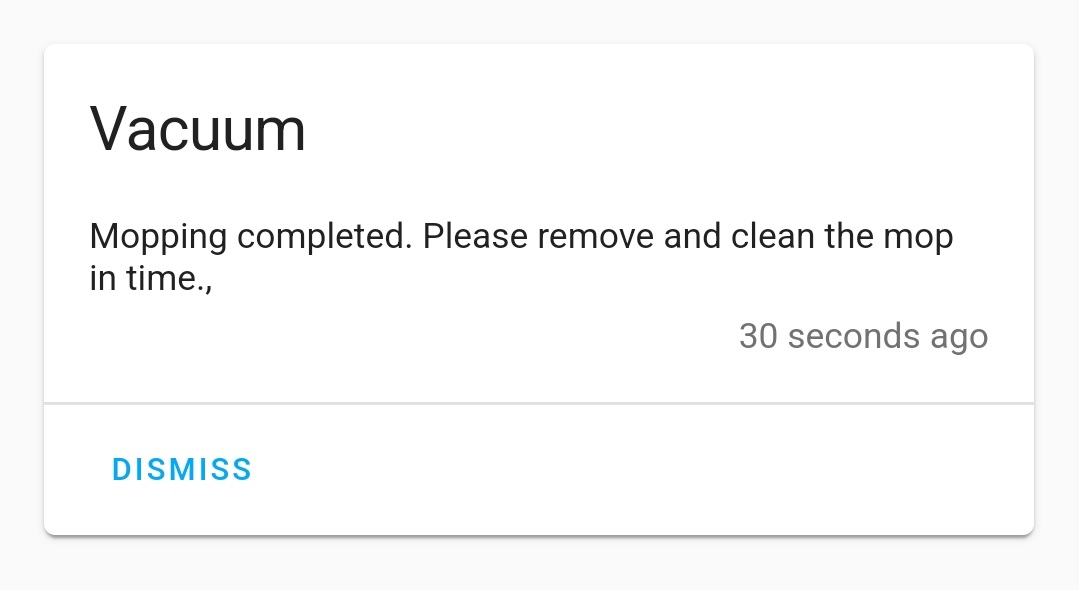 Vacuum
Mopping completed. Please remove and clean the mop
in time.,
30 seconds ago
DISMISS